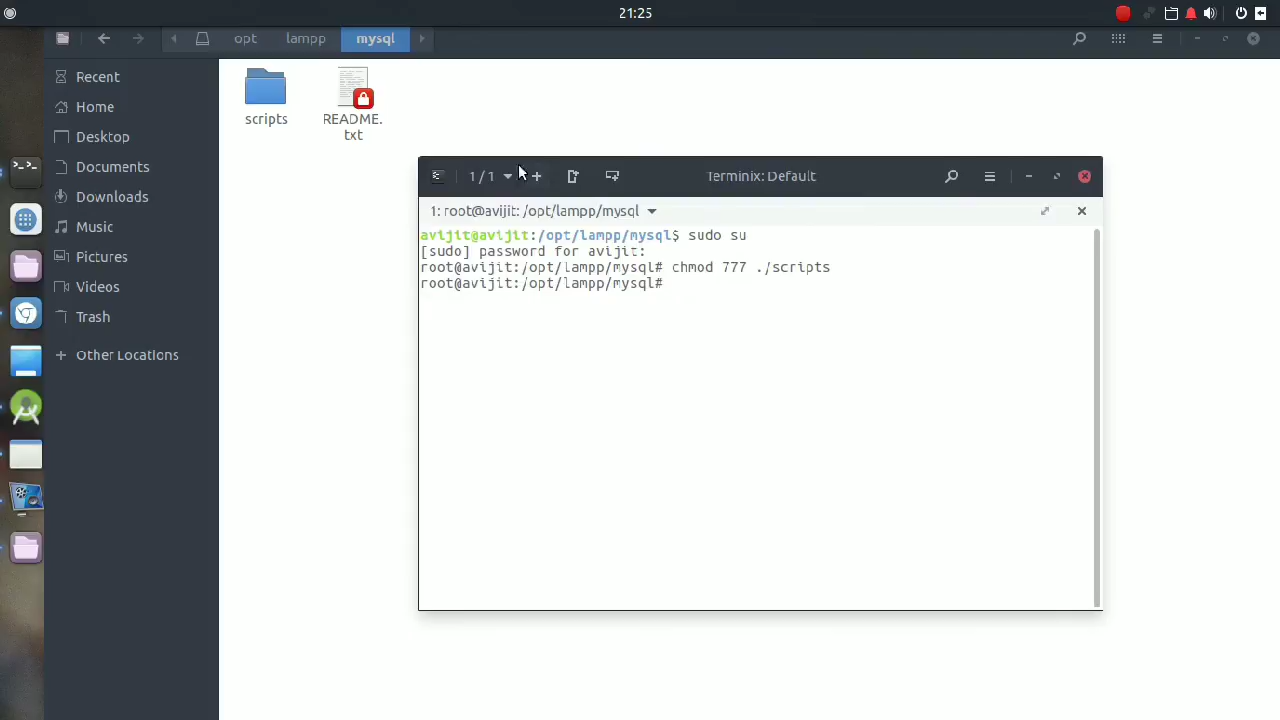 21:25
opt
lampp
mysql
Recent
Home
Desktop
Documents
Downloads
Music
Pictures
Videos
Trash
Other Locations
scripts
README.
txt
1 / 1
Terminix: Default
1: root@avijit: /opt/lampp/mysql
avijit@avijit:/opt/lampp/mysql$ sudo su
[sudo] password for avijit:
root@avijit:/opt/lampp/mysql# chmod 777 ./scripts
root@avijit:/opt/lampp/mysql#